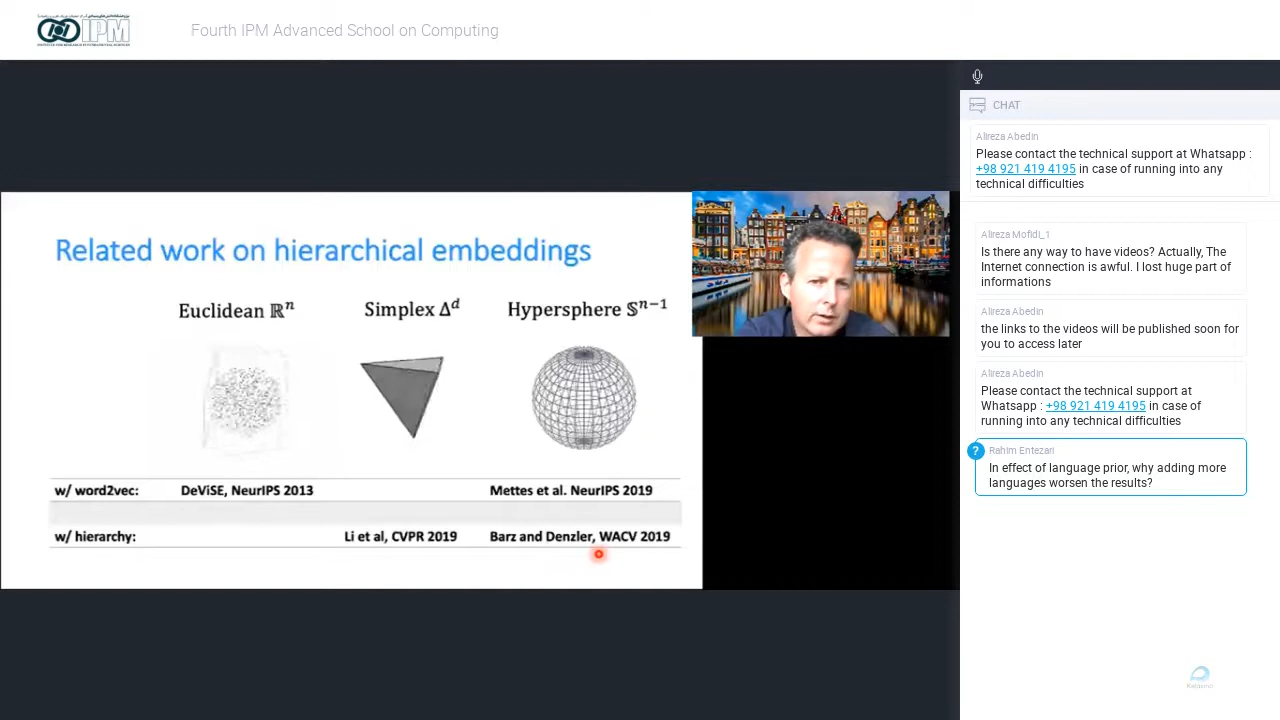 IPM
Fourth IPM Advanced School on Computing
CHAT
Alireza Abedin
Please contact the technical support at Whatsapp :
+98 921 419 4195 in case of running into any
technical difficulties
Alireza Mofidi_1
Is there any way to have videos? Actually, The
Internet connection is awful. I lost huge part of
informations
Alireza Abedin
the links to the videos will be published soon for
you to access later
Alireza Abedin
Please contact the technical support at
Whatsapp : +98 921 419 4195 in case of
running into any technical difficulties
?
Rahim Entezari
In effect of language prior, why adding more
languages worsen the results?
Related work on hierarchical embeddings
Euclidean ℝⁿ Simplex Δᵈ Hypersphere 𝕊ⁿ⁻¹
w/ word2vec: DeViSE, NeurIPS 2013 Mettes et al. NeurIPS 2019
w/ hierarchy: Li et al, CVPR 2019 Barz and Denzler, WACV 2019